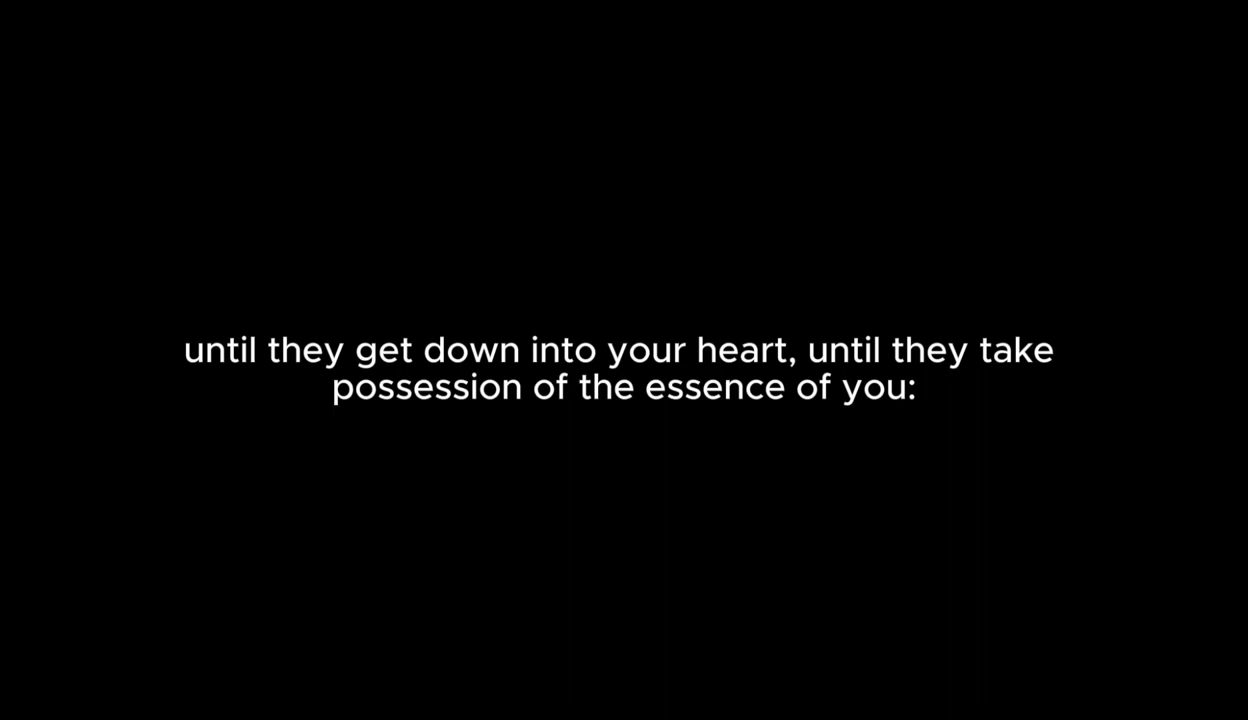 until they get down into your heart, until they take
possession of the essence of you: